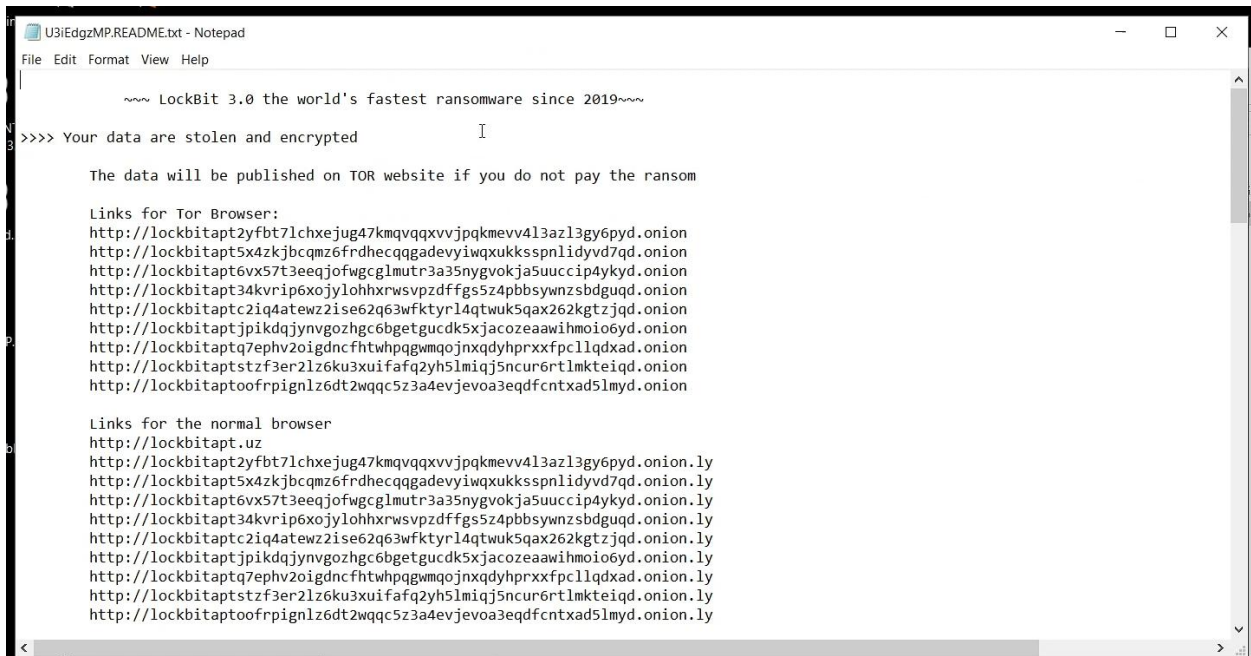 U3iEdgzMP.README.txt - Notepad
File Edit Format View Help
~~~ LockBit 3.0 the world's fastest ransomware since 2019~~~
>>>> Your data are stolen and encrypted
The data will be published on TOR website if you do not pay the ransom
Links for Tor Browser:
http://lockbitapt2yfbt7lchxejug47kmqvqqxvvjpqkmevv4l3azl3gy6pyd.onion
http://lockbitapt5x4zkjbcqmz6frdhecqqgadevyiwqxukksspnlidyvd7qd.onion
http://lockbitapt6vx57t3eeqjofwgcglmutr3a35nygvokja5uuccip4ykyd.onion
http://lockbitapt34kvrip6xojylohhxrwsvpzdffgs5z4pbbsywnzsbdguqd.onion
http://lockbitaptc2iq4atewz2ise62q63wfktyrl4qtwuk5qax262kgtzjqd.onion
http://lockbitaptjpikdqjynvgozhgc6bgetgucdk5xjacozeaawihmoio6yd.onion
http://lockbitaptq7ephv2oigdncfhtwhpqgwmqojnxqdyhprxxfpcllqdxad.onion
http://lockbitaptstzf3er2lz6ku3xuifafq2yh5lmiqj5ncur6rtlmkteiqd.onion
http://lockbitaptoofrpignlz6dt2wqqc5z3a4evjevoa3eqdfcntxad5lmyd.onion
Links for the normal browser
http://lockbitapt.uz
http://lockbitapt2yfbt7lchxejug47kmqvqqxvvjpqkmevv4l3azl3gy6pyd.onion.ly
http://lockbitapt5x4zkjbcqmz6frdhecqqgadevyiwqxukksspnlidyvd7qd.onion.ly
http://lockbitapt6vx57t3eeqjofwgcglmutr3a35nygvokja5uuccip4ykyd.onion.ly
http://lockbitapt34kvrip6xojylohhxrwsvpzdffgs5z4pbbsywnzsbdguqd.onion.ly
http://lockbitaptc2iq4atewz2ise62q63wfktyrl4qtwuk5qax262kgtzjqd.onion.ly
http://lockbitaptjpikdqjynvgozhgc6bgetgucdk5xjacozeaawihmoio6yd.onion.ly
http://lockbitaptq7ephv2oigdncfhtwhpqgwmqojnxqdyhprxxfpcllqdxad.onion.ly
http://lockbitaptstzf3er2lz6ku3xuifafq2yh5lmiqj5ncur6rtlmkteiqd.onion.ly
http://lockbitaptoofrpignlz6dt2wqqc5z3a4evjevoa3eqdfcntxad5lmyd.onion.ly